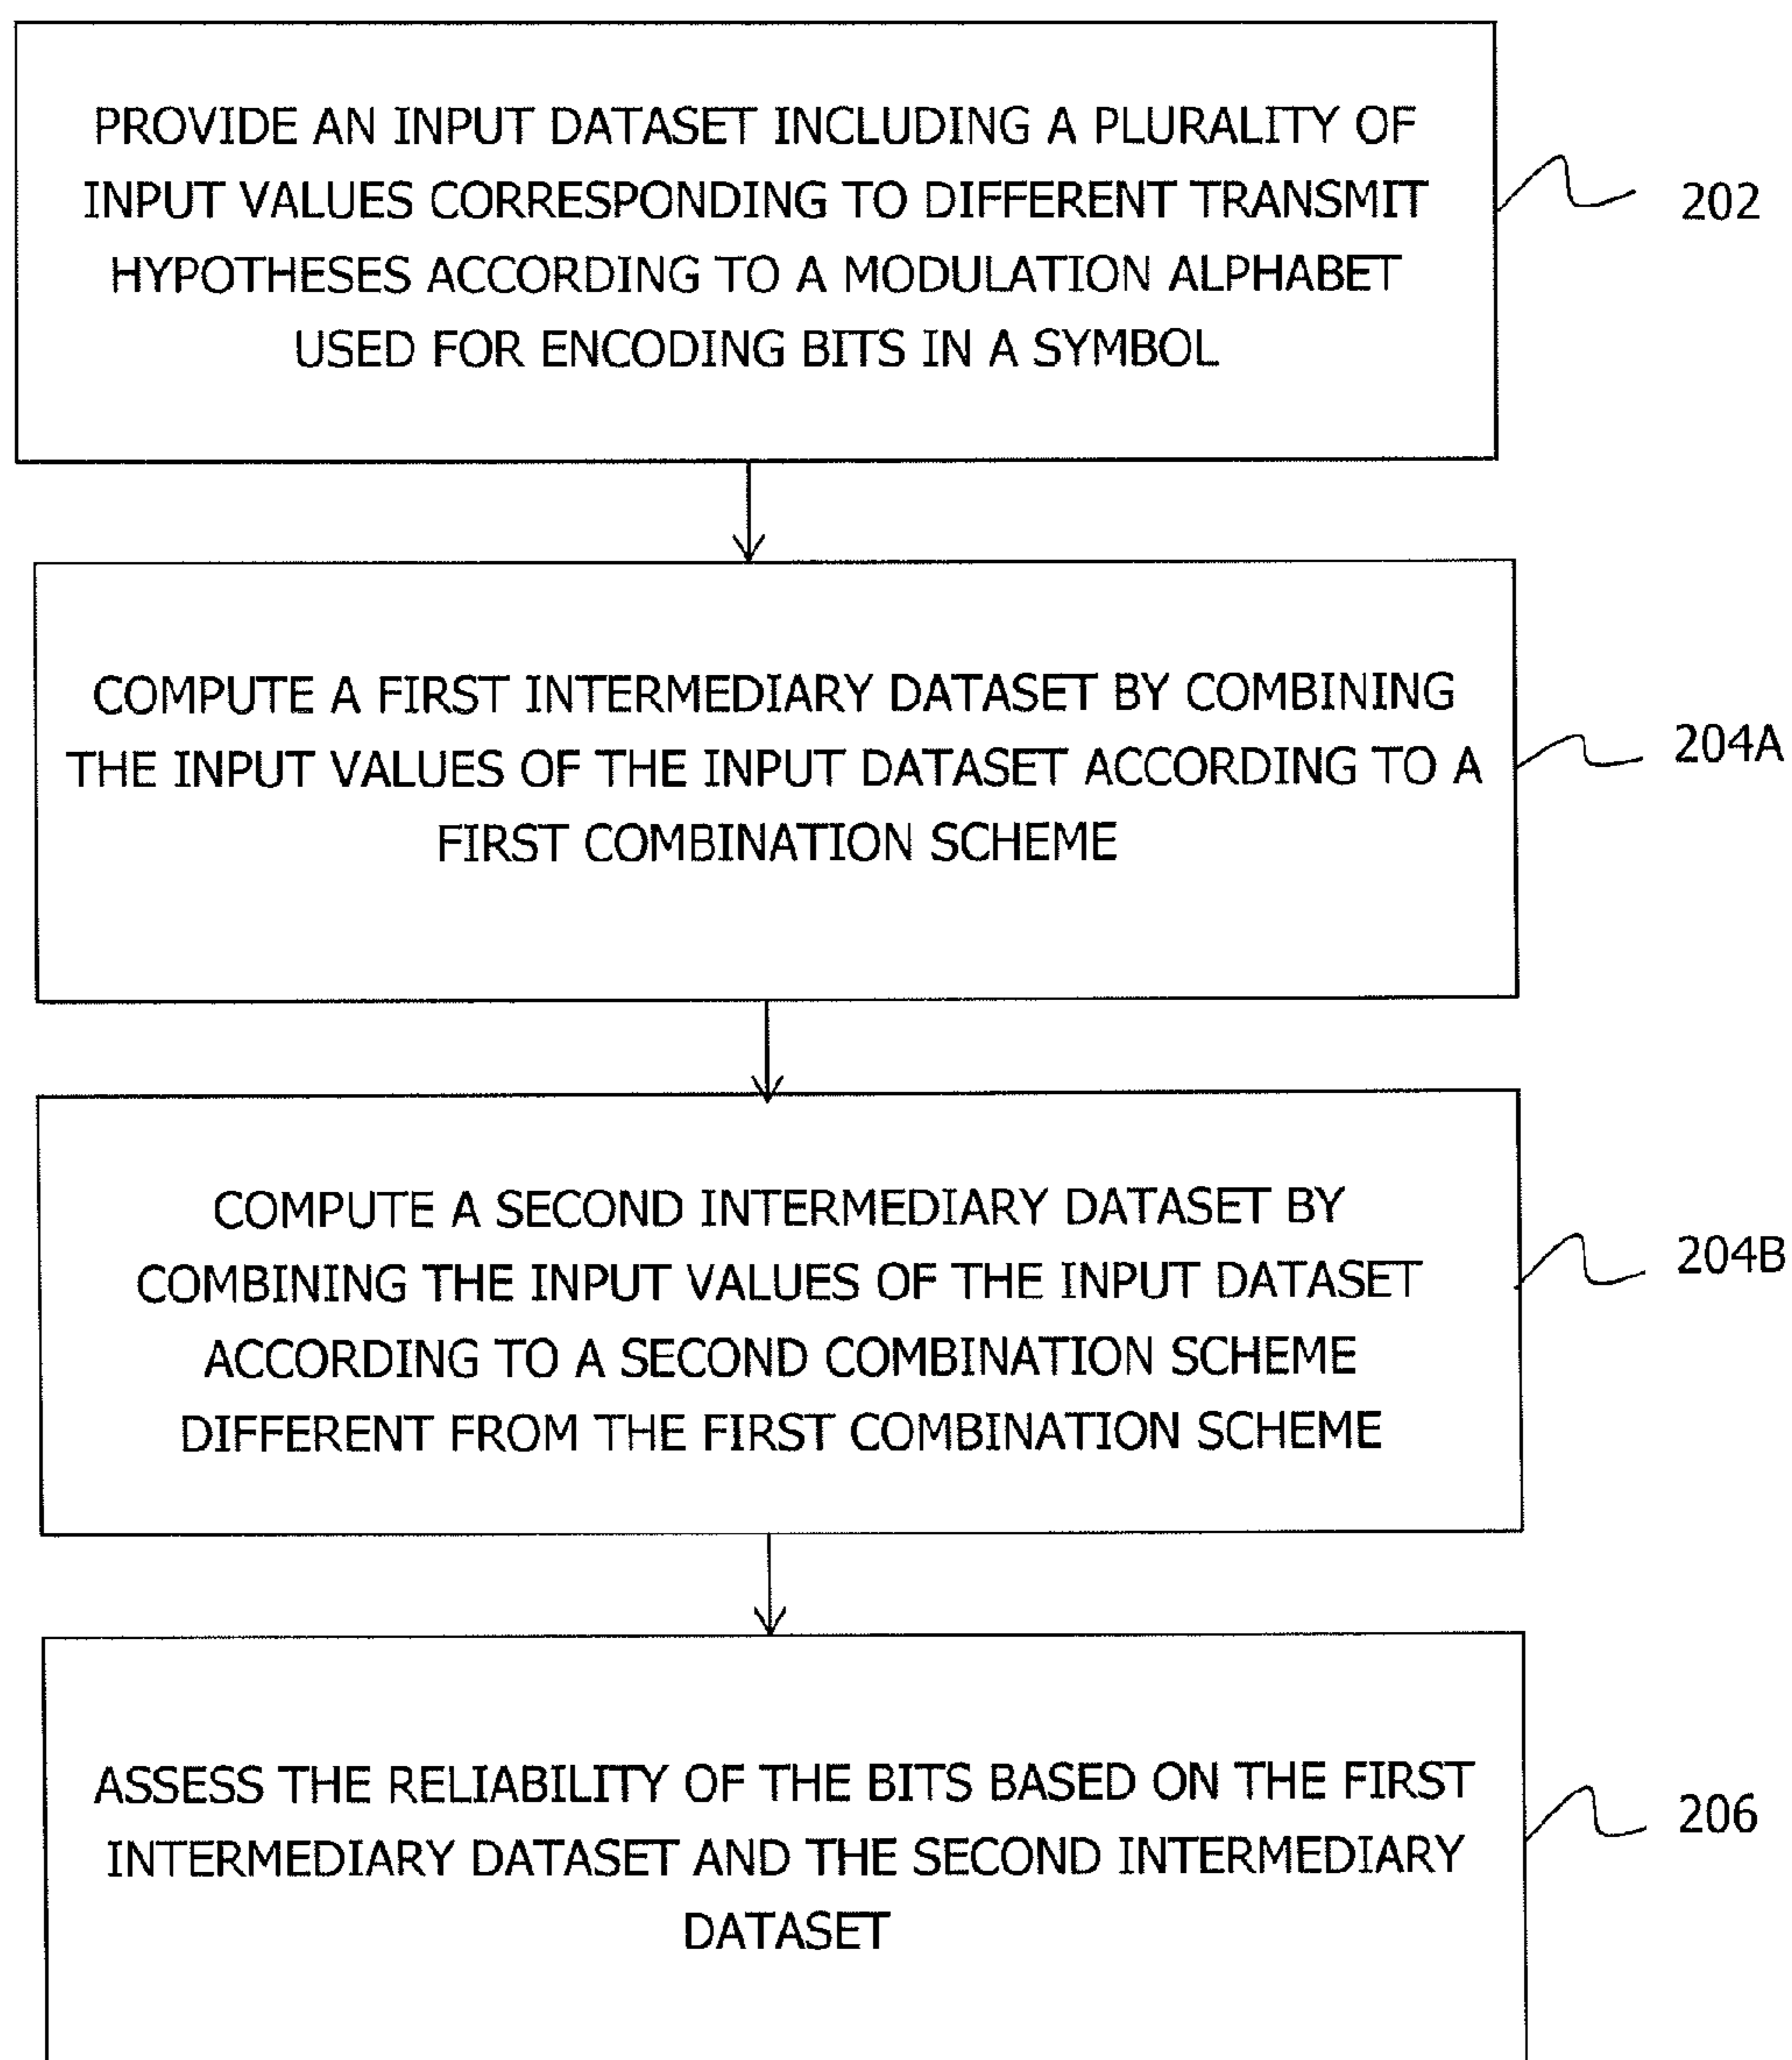 PROVIDE AN INPUT DATASET INCLUDING A PLURALITY OF
INPUT VALUES CORRESPONDING TO DIFFERENT TRANSMIT
HYPOTHESES ACCORDING TO A MODULATION ALPHABET
USED FOR ENCODING BITS IN A SYMBOL
202
COMPUTE A FIRST INTERMEDIARY DATASET BY COMBINING
THE INPUT VALUES OF THE INPUT DATASET ACCORDING TO A
FIRST COMBINATION SCHEME
204A
COMPUTE A SECOND INTERMEDIARY DATASET BY
COMBINING THE INPUT VALUES OF THE INPUT DATASET
ACCORDING TO A SECOND COMBINATION SCHEME
DIFFERENT FROM THE FIRST COMBINATION SCHEME
204B
ASSESS THE RELIABILITY OF THE BITS BASED ON THE FIRST
INTERMEDIARY DATASET AND THE SECOND INTERMEDIARY
DATASET
206